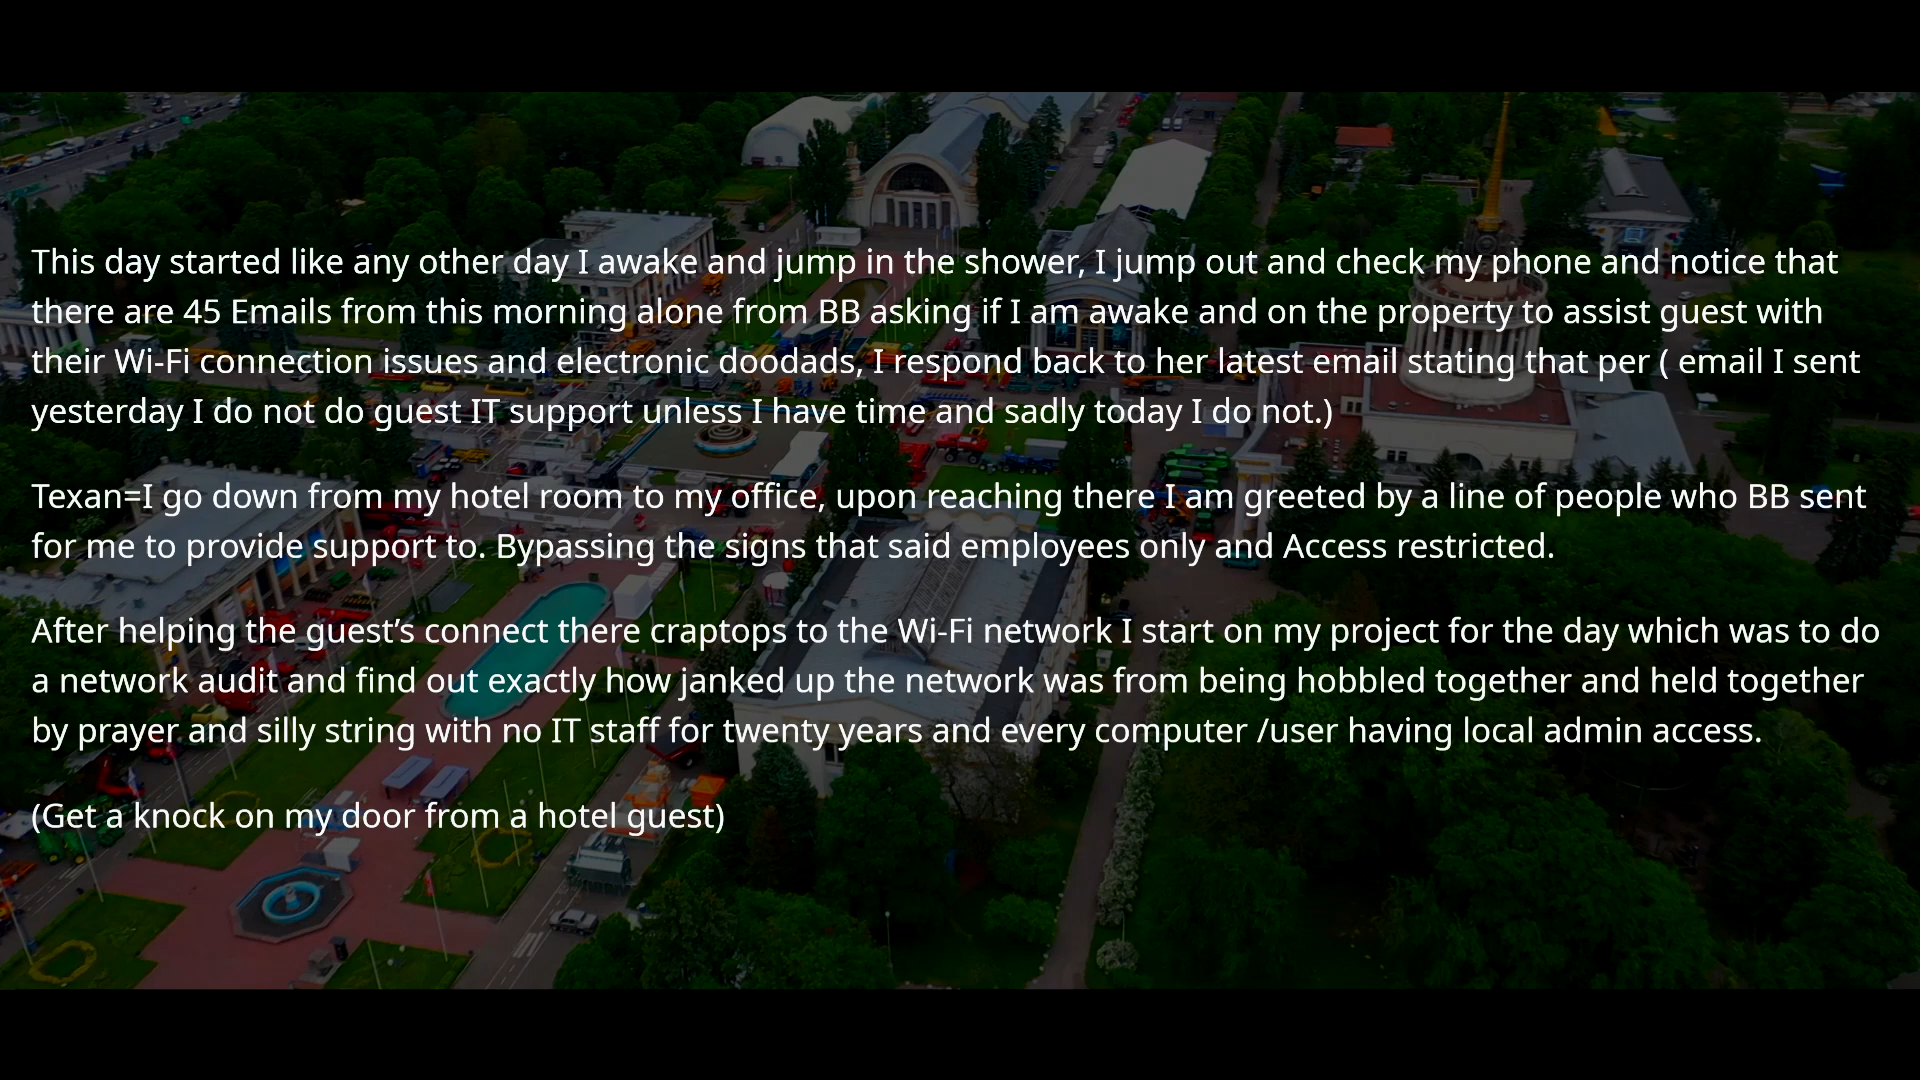 This day started like any other day I awake and jump in the shower, I jump out and check my phone and notice that
there are 45 Emails from this morning alone from BB asking if I am awake and on the property to assist guest with
their Wi-Fi connection issues and electronic doodads, I respond back to her latest email stating that per ( email I sent
yesterday I do not do guest IT support unless I have time and sadly today I do not.)
Texan=I go down from my hotel room to my office, upon reaching there I am greeted by a line of people who BB sent
for me to provide support to. Bypassing the signs that said employees only and Access restricted.
After helping the guest’s connect there craptops to the Wi-Fi network I start on my project for the day which was to do
a network audit and find out exactly how janked up the network was from being hobbled together and held together
by prayer and silly string with no IT staff for twenty years and every computer /user having local admin access.
(Get a knock on my door from a hotel guest)